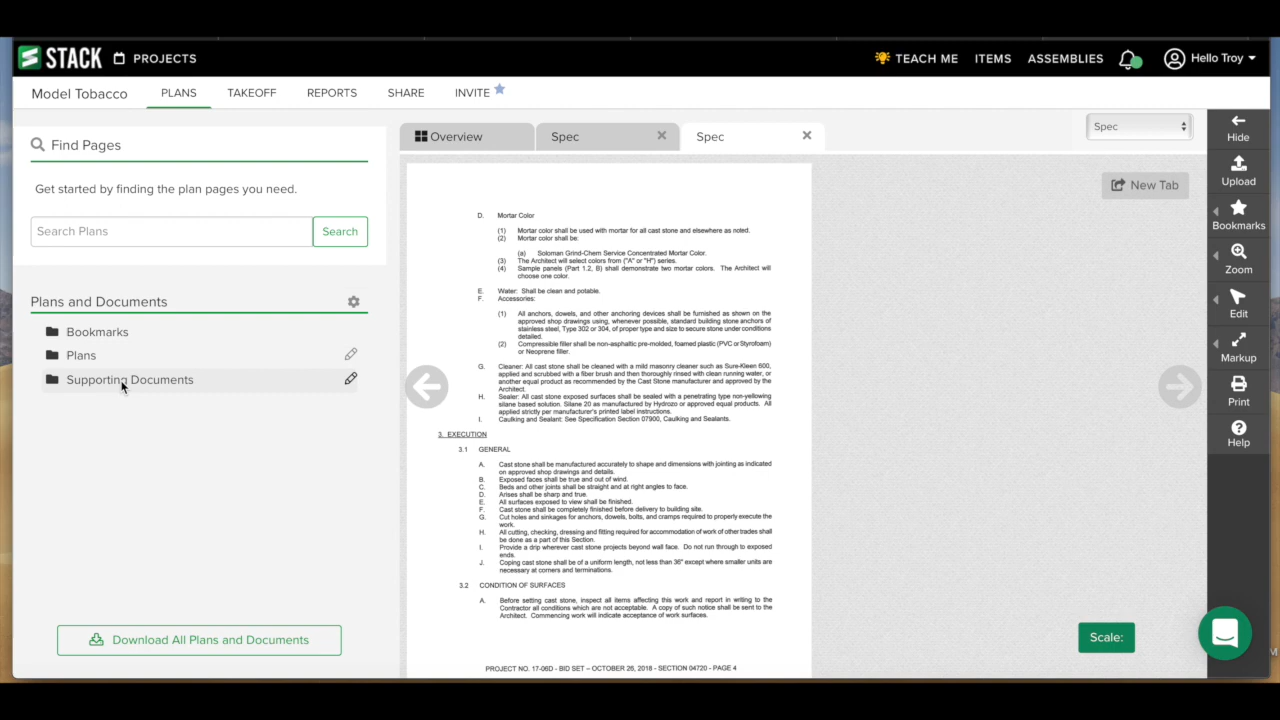 STACK PROJECTS TEACH ME ITEMS ASSEMBLIES Hello Troy
Model Tobacco PLANS TAKEOFF REPORTS SHARE INVITE
Find Pages
Get started by finding the plan pages you need.
Search Plans Search
Plans and Documents
Bookmarks
Plans
Supporting Documents
Download All Plans and Documents
Overview Spec Spec Spec
New Tab
D. Mortar Color
(1) Mortar color shall be used with mortar for all cast stone and elsewhere as noted.
(2) Mortar color shall be:
(a) Soloman Grind-Chem Service Concentrated Mortar Color.
(3) The Architect will select colors from ("A" or "H") series.
(4) Sample panels (Part 1.2, B) shall demonstrate two mortar colors. The Architect will
choose one color.
E. Water: Shall be clean and potable.
F. Accessories:
(1) All anchors, dowels, and other anchoring devices shall be furnished as shown on the
approved shop drawings using, whenever possible, standard building stone anchors of
stainless steel, Type 302 or 304, of proper type and size to secure stone under conditions
detailed.
(2) Compressible filler shall be non-asphaltic pre-molded, foamed plastic (PVC or Styrofoam)
or Neoprene filler.
G. Cleaner: All cast stone shall be cleaned with a mild masonry cleaner such as Sure-Kleen 600,
applied and scrubbed with a fiber brush and then thoroughly rinsed with clean running water, or
another equal product as recommended by the Cast Stone manufacturer and approved by the
Architect.
H. Sealer: All cast stone exposed surfaces shall be sealed with a penetrating type non-yellowing
silane based solution. Silane 20 as manufactured by Hydrozo or approved equal products. All
applied strictly per manufacturer's printed label instructions.
I. Caulking and Sealant: See Specification Section 07900, Caulking and Sealants.
3. EXECUTION
3.1 GENERAL
A. Cast stone shall be manufactured accurately to shape and dimensions with jointing as indicated
on approved shop drawings and details.
B. Exposed faces shall be true and out of wind.
C. Beds and other joints shall be straight and at right angles to face.
D. Arises shall be sharp and true.
E. All surfaces exposed to view shall be finished.
F. Cast stone shall be completely finished before delivery to building site.
G. Cut holes and sinkages for anchors, dowels, bolts, and cramps required to properly execute the
work.
H. All cutting, checking, dressing and fitting required for accommodation of work of other trades shall
be done as a part of this Section.
I. Provide a drip wherever cast stone projects beyond wall face. Do not run through to exposed
ends.
J. Coping cast stone shall be of a uniform length, not less than 36" except where smaller units are
necessary at corners and terminations.
3.2 CONDITION OF SURFACES
A. Before setting cast stone, inspect all items affecting this work and report in writing to the
Contractor all conditions which are not acceptable. A copy of such notice shall be sent to the
Architect. Commencing work will indicate acceptance of work surfaces.
PROJECT NO. 17-06D - BID SET – OCTOBER 26, 2018 - SECTION 04720 - PAGE 4
Scale:
Hide
Upload
Bookmarks
Zoom
Edit
Markup
Print
Help
M